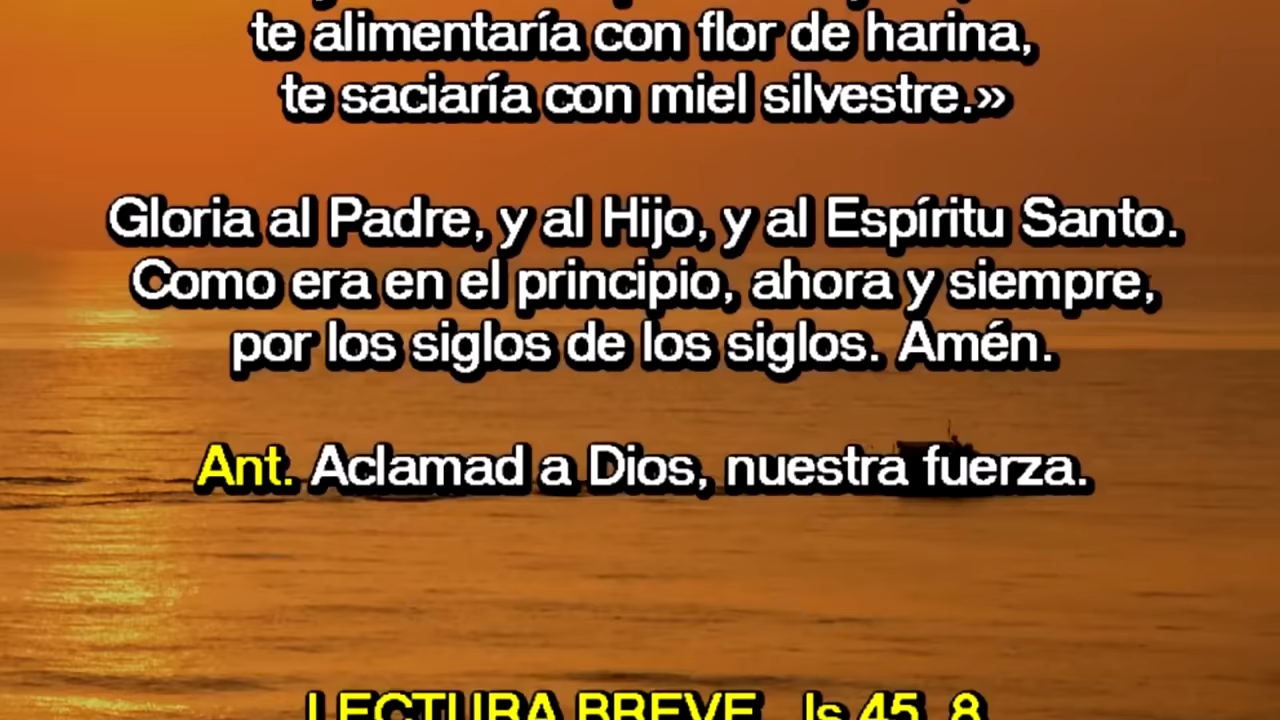 te alimentaría con flor de harina,
te saciaría con miel silvestre.»
Gloria al Padre, y al Hijo, y al Espíritu Santo.
Como era en el principio, ahora y siempre,
por los siglos de los siglos. Amén.
Ant. Aclamad a Dios, nuestra fuerza.
LECTURA BREVE Is 45, 8